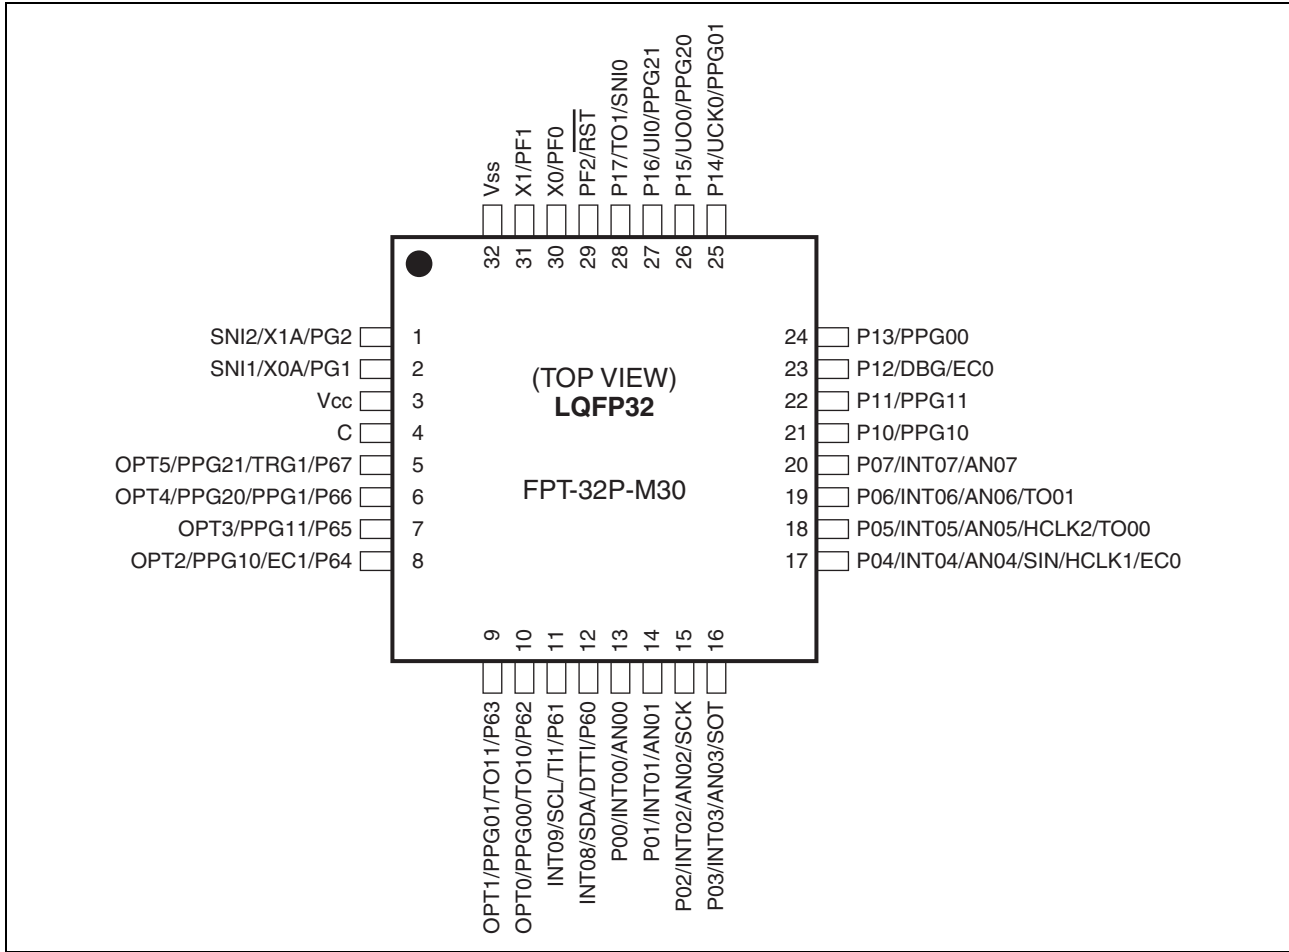 Vss
X1/PF1
X0/PF0
PF2/RST
P17/TO1/SNI0
P16/UI0/PPG21
P15/UO0/PPG20
P14/UCK0/PPG01
32
31
30
29
28
27
26
25
SNI2/X1A/PG2 1
SNI1/X0A/PG1 2
Vcc 3
C 4
OPT5/PPG21/TRG1/P67 5
OPT4/PPG20/PPG1/P66 6
OPT3/PPG11/P65 7
OPT2/PPG10/EC1/P64 8
(TOP VIEW)
LQFP32
FPT-32P-M30
24 P13/PPG00
23 P12/DBG/EC0
22 P11/PPG11
21 P10/PPG10
20 P07/INT07/AN07
19 P06/INT06/AN06/TO01
18 P05/INT05/AN05/HCLK2/TO00
17 P04/INT04/AN04/SIN/HCLK1/EC0
9
10
11
12
13
14
15
16
OPT1/PPG01/TO11/P63
OPT0/PPG00/TO10/P62
INT09/SCL/TI1/P61
INT08/SDA/DTTI/P60
P00/INT00/AN00
P01/INT01/AN01
P02/INT02/AN02/SCK
P03/INT03/AN03/SOT